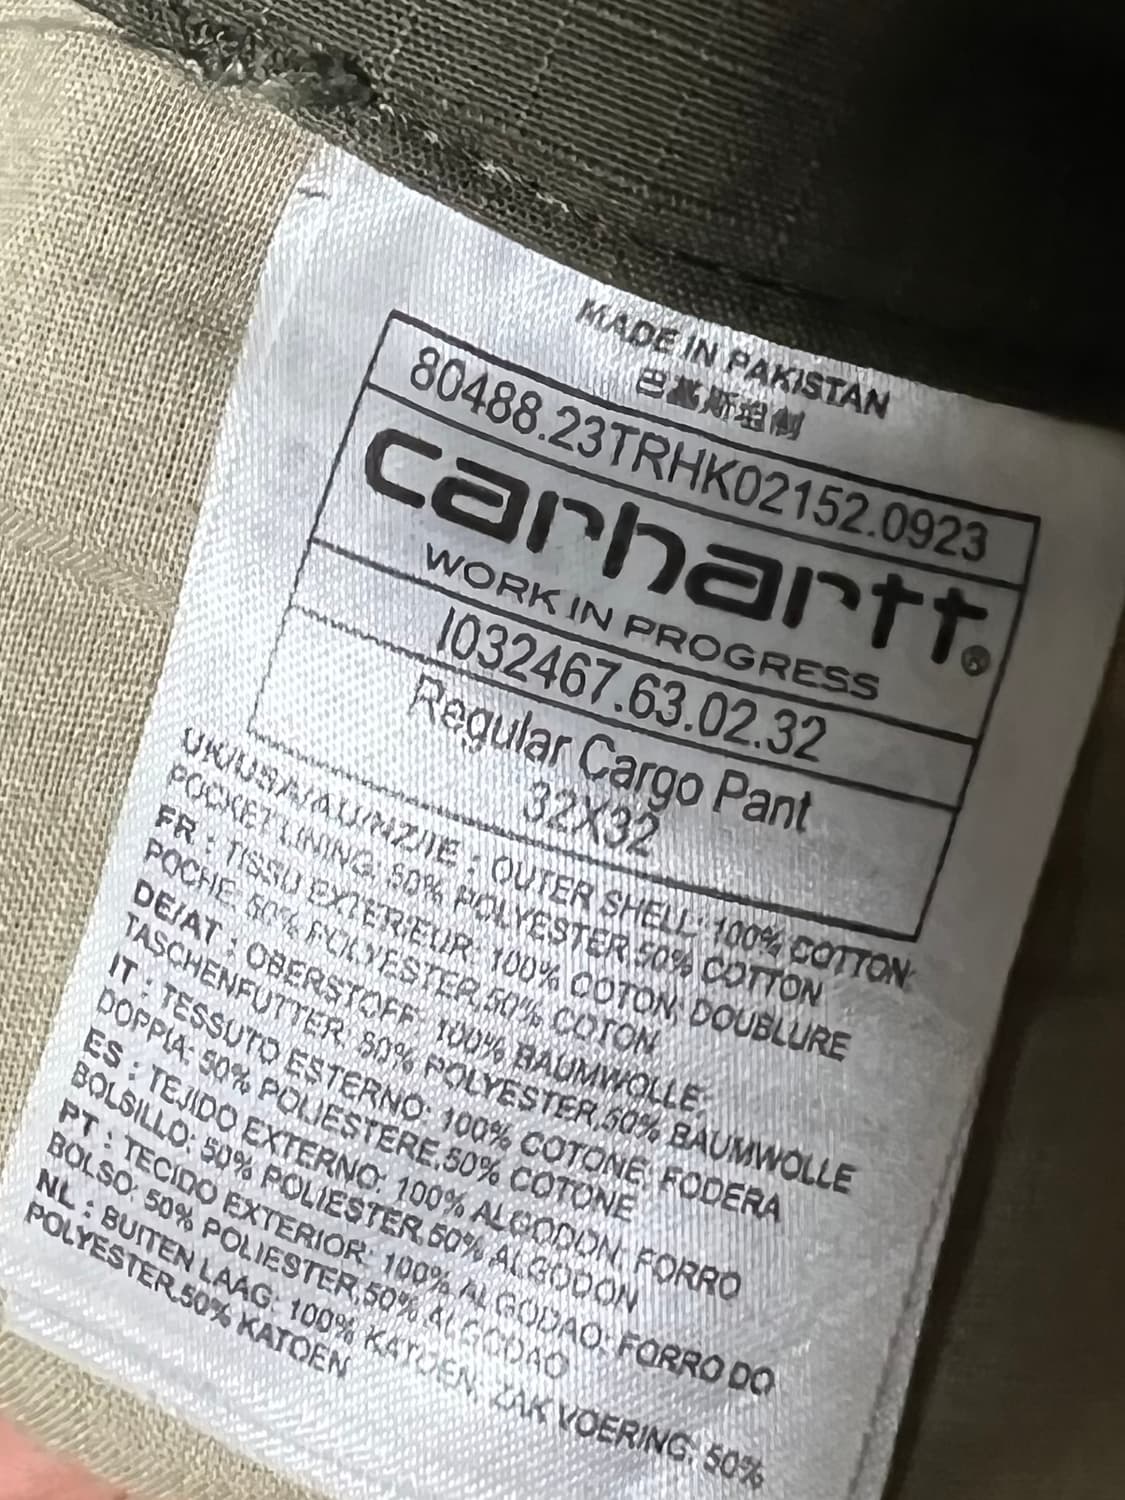 MADE IN PAKISTAN
巴基斯坦制
80488.23TRHK02152.0923
carhartt®
WORK IN PROGRESS
I032467.63.02.32
Regular Cargo Pant
32X32
UK/USA/AU/NZ/IE : OUTER SHELL: 100% COTTON;
POCKET LINING: 50% POLYESTER,50% COTTON
FR : TISSU EXTERIEUR: 100% COTON; DOUBLURE
POCHE: 50% POLYESTER,50% COTON
DE/AT : OBERSTOFF: 100% BAUMWOLLE;
TASCHENFUTTER: 50% POLYESTER,50% BAUMWOLLE
IT : TESSUTO ESTERNO: 100% COTONE; FODERA
DOPPIA: 50% POLIESTERE,50% COTONE
ES : TEJIDO EXTERNO: 100% ALGODON; FORRO
BOLSILLO: 50% POLIESTER,50% ALGODON
PT : TECIDO EXTERIOR: 100% ALGODAO; FORRO DO
BOLSO: 50% POLIESTER,50% ALGODAO
NL : BUITEN LAAG: 100% KATOEN; ZAK VOERING: 50%
POLYESTER,50% KATOEN